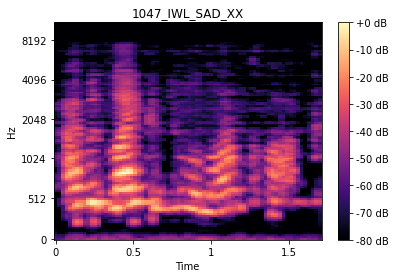 1047_IWL_SAD_XX
+0 dB
8192
-10 dB
4096
-20 dB
-30 dB
2048
Hz
-40 dB
1024
-50 dB
512
-60 dB
-70 dB
0
-80 dB
0
0.5
1
1.5
Time